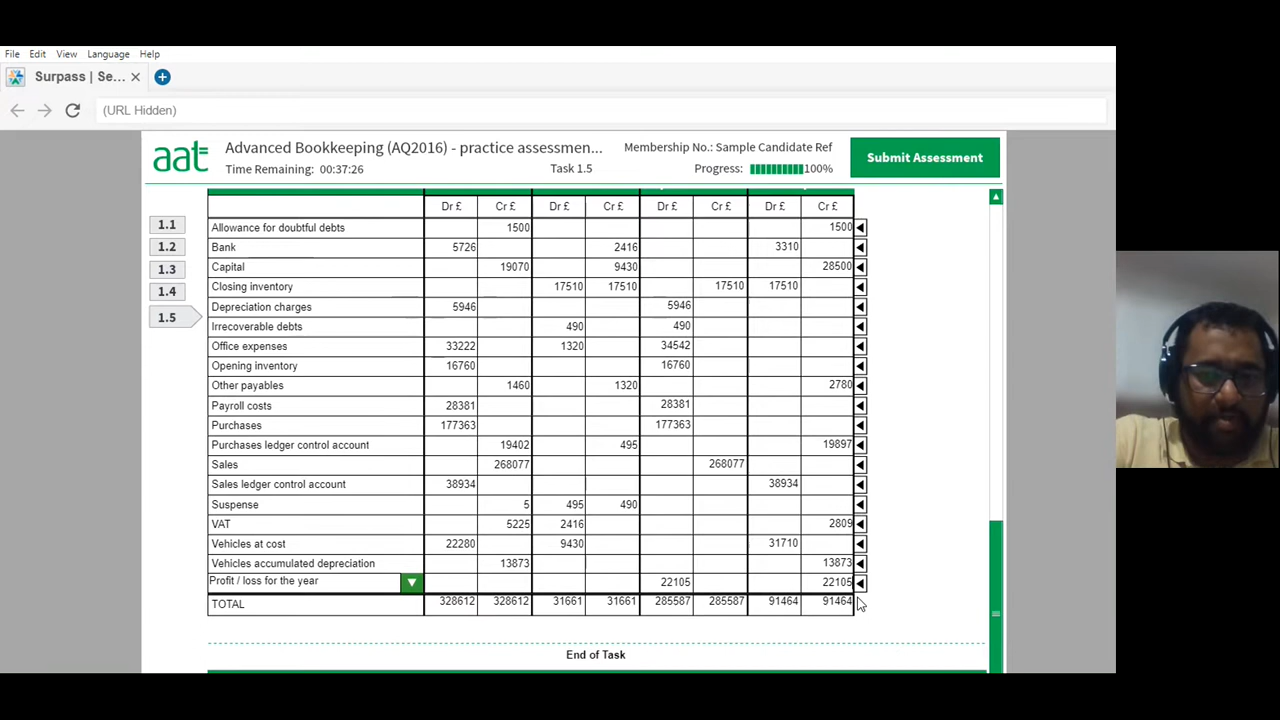 File Edit View Language Help
Surpass | Se...
(URL Hidden)
aat
Advanced Bookkeeping (AQ2016) - practice assessmen... Membership No.: Sample Candidate Ref Submit Assessment
Time Remaining: 00:37:26 Task 1.5 Progress: 100%
Dr £ Cr £ Dr £ Cr £ Dr £ Cr £ Dr £ Cr £
1.1 Allowance for doubtful debts 1500 1500
1.2 Bank 5726 2416 3310
1.3 Capital 19070 9430 28500
1.4 Closing inventory 17510 17510 17510 17510
Depreciation charges 5946 5946
1.5 Irrecoverable debts 490 490
Office expenses 33222 1320 34542
Opening inventory 16760 16760
Other payables 1460 1320 2780
Payroll costs 28381 28381
Purchases 177363 177363
Purchases ledger control account 19402 495 19897
Sales 268077 268077
Sales ledger control account 38934 38934
Suspense 5 495 490
VAT 5225 2416 2809
Vehicles at cost 22280 9430 31710
Vehicles accumulated depreciation 13873 13873
Profit / loss for the year 22105 22105
TOTAL 328612 328612 31661 31661 285587 285587 91464 91464
End of Task